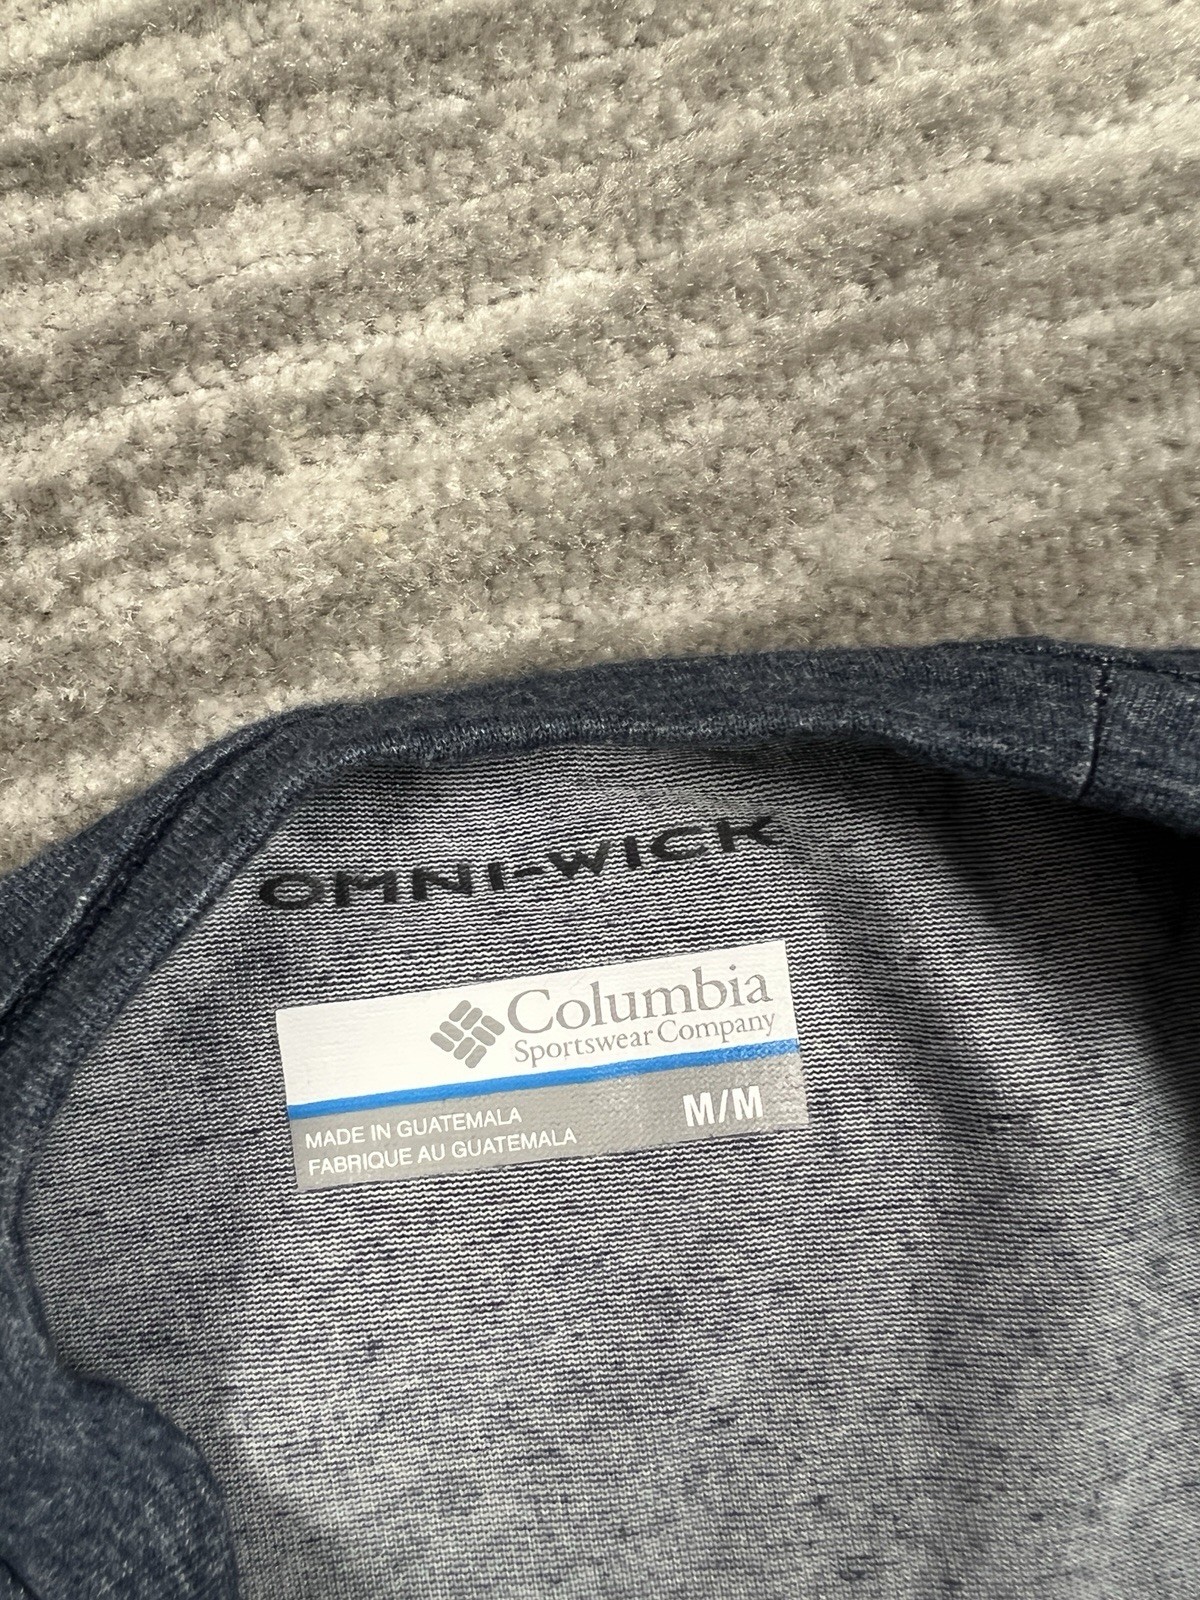 OMNI-WICK
Columbia
Sportswear Company
MADE IN GUATEMALA
FABRIQUE AU GUATEMALA
M/M